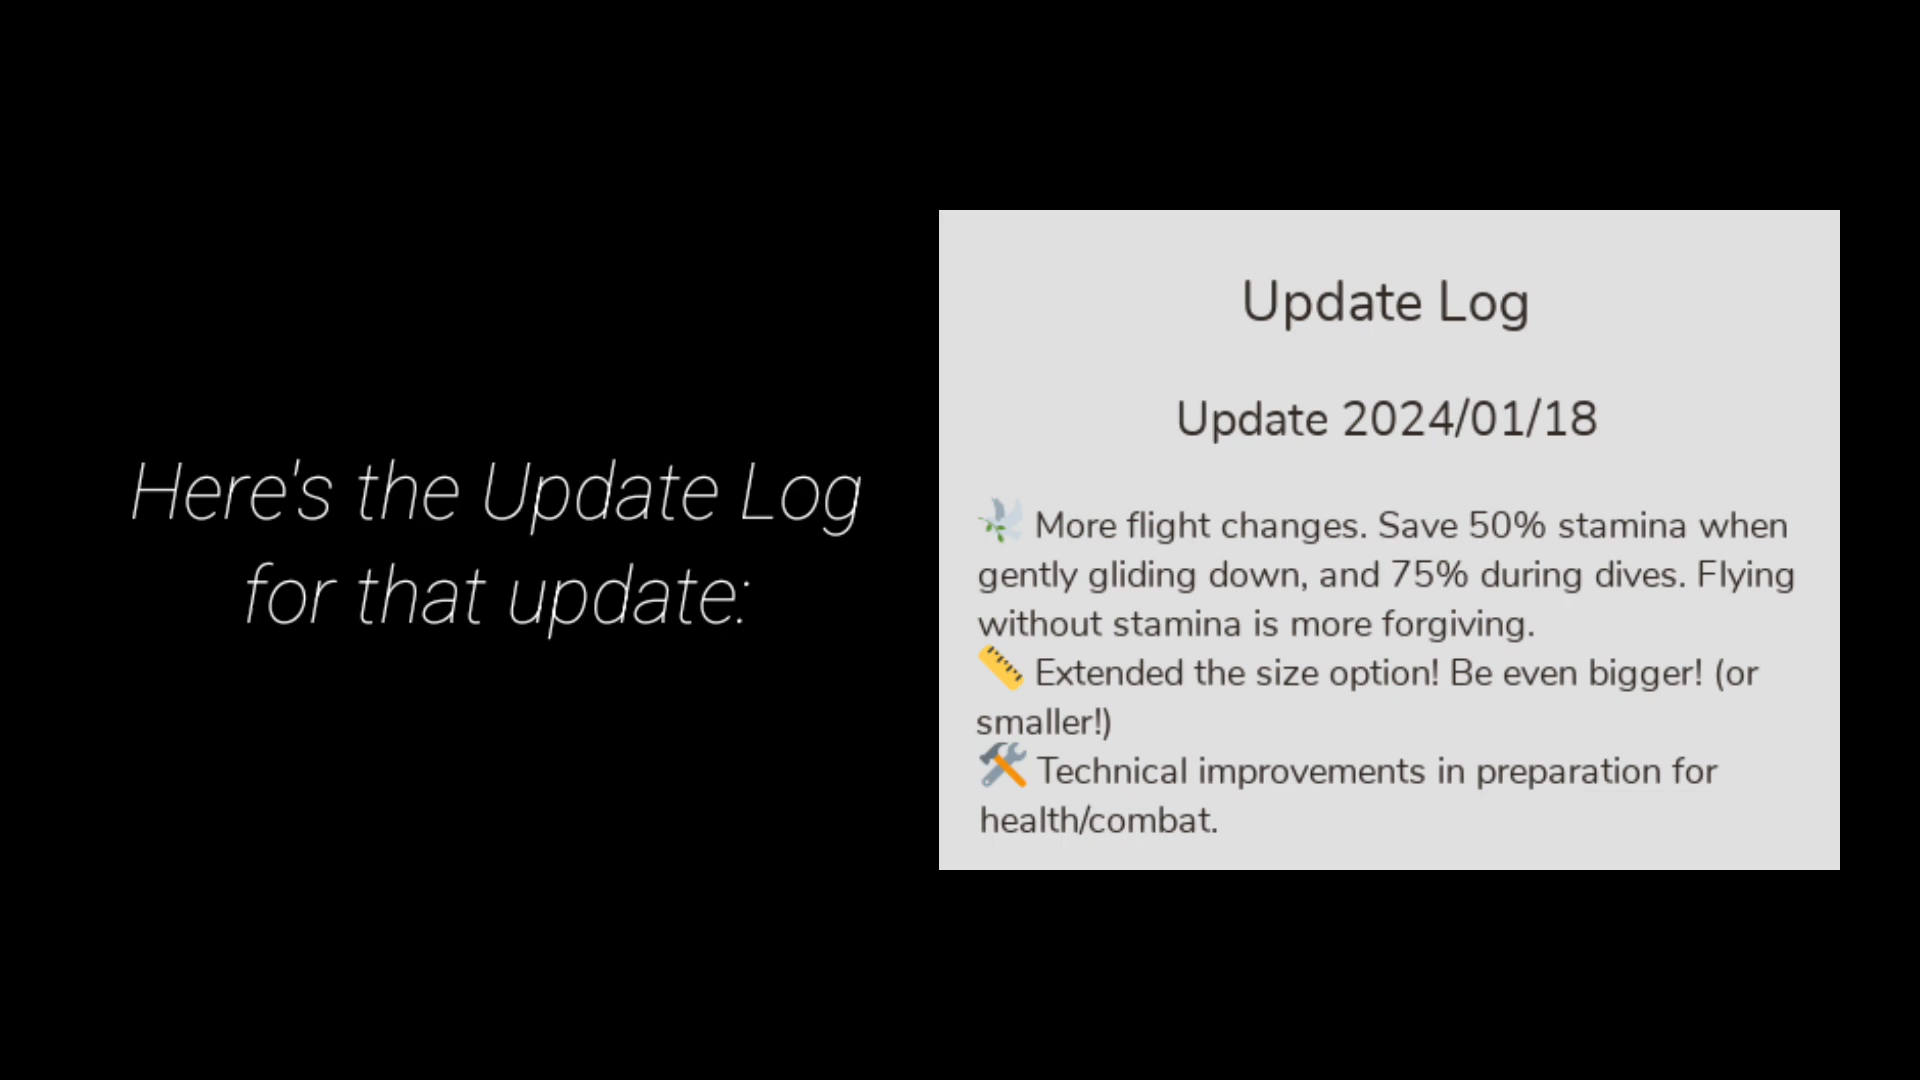 Here's the Update Log
for that update:
Update Log
Update 2024/01/18
🕊️ More flight changes. Save 50% stamina when
gently gliding down, and 75% during dives. Flying
without stamina is more forgiving.
📏 Extended the size option! Be even bigger! (or
smaller!)
🛠️ Technical improvements in preparation for
health/combat.